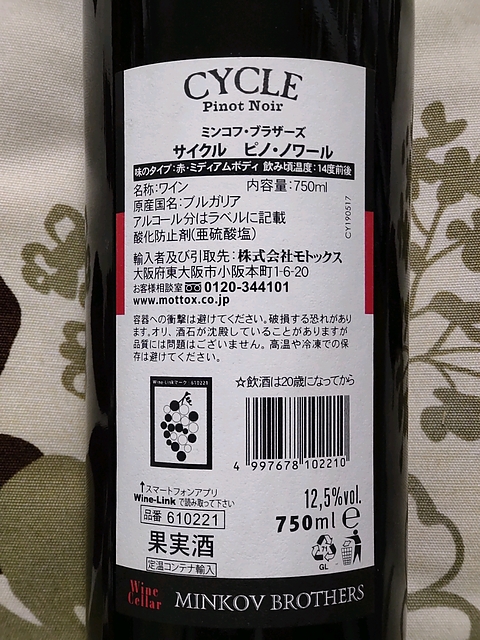 CYCLE
Pinot Noir
ミンコフ・ブラザーズ
サイクル ピノ・ノワール
味のタイプ:赤・ミディアムボディ 飲み頃温度:14度前後
名称:ワイン 内容量:750ml
原産国名:ブルガリア
アルコール分はラベルに記載
酸化防止剤(亜硫酸塩)
CY190517
輸入者及び引取先:株式会社モトックス
大阪府東大阪市小阪本町1-6-20
お客様相談室 0120-344101
www.mottox.co.jp
容器への衝撃は避けてください。破損する恐れがあり
ます。オリ、酒石が沈殿していることがありますが
品質には問題はございません。高温や冷凍での保
存は避けてください。
Wine-Linkマーク:610221
☆飲酒は20歳になってから
4 997678 102210
↑スマートフォンアプリ
Wine-Linkで読み取って下さい
品番 610221
果実酒
定温コンテナ輸入
12,5%vol.
750ml e
71
GL
Wine
Cellar
MINKOV BROTHERS